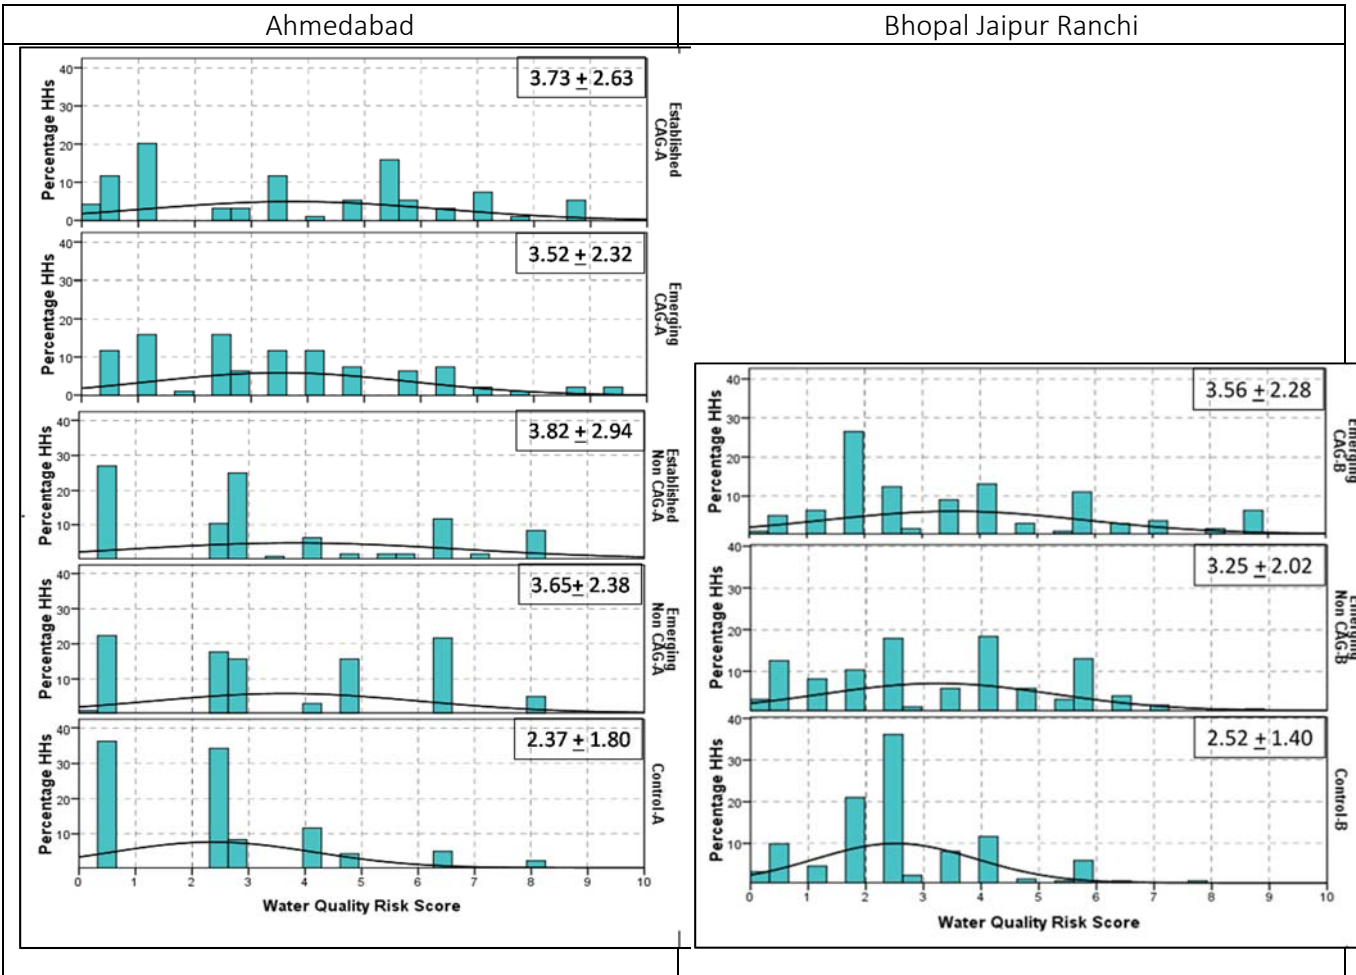 Ahmedabad
Bhopal Jaipur Ranchi
Percentage HHs
40
30
20
10
0
3.73 ± 2.63
Established
CAG-A
Percentage HHs
40
30
20
10
0
3.52 ± 2.32
Emerging
CAG-A
Percentage HHs
40
30
20
10
3.82 ± 2.94
Established
Non CAG-A
Percentage HHs
40
30
20
10
3.65± 2.38
Emerging
Non CAG-A
Percentage HHs
40
30
20
10
2.37 ± 1.80
Control-A
0 1 2 3 4 5 6 7 8 9 10
Water Quality Risk Score
Percentage HHs
40
30
20
10
3.56 ± 2.28
Emerging
CAG-B
Percentage HHs
40
30
20
10
3.25 ± 2.02
Emerging
Non CAG-B
Percentage HHs
40
30
20
10
2.52 ± 1.40
Control-B
0 1 2 3 4 5 6 7 8 9 10
Water Quality Risk Score